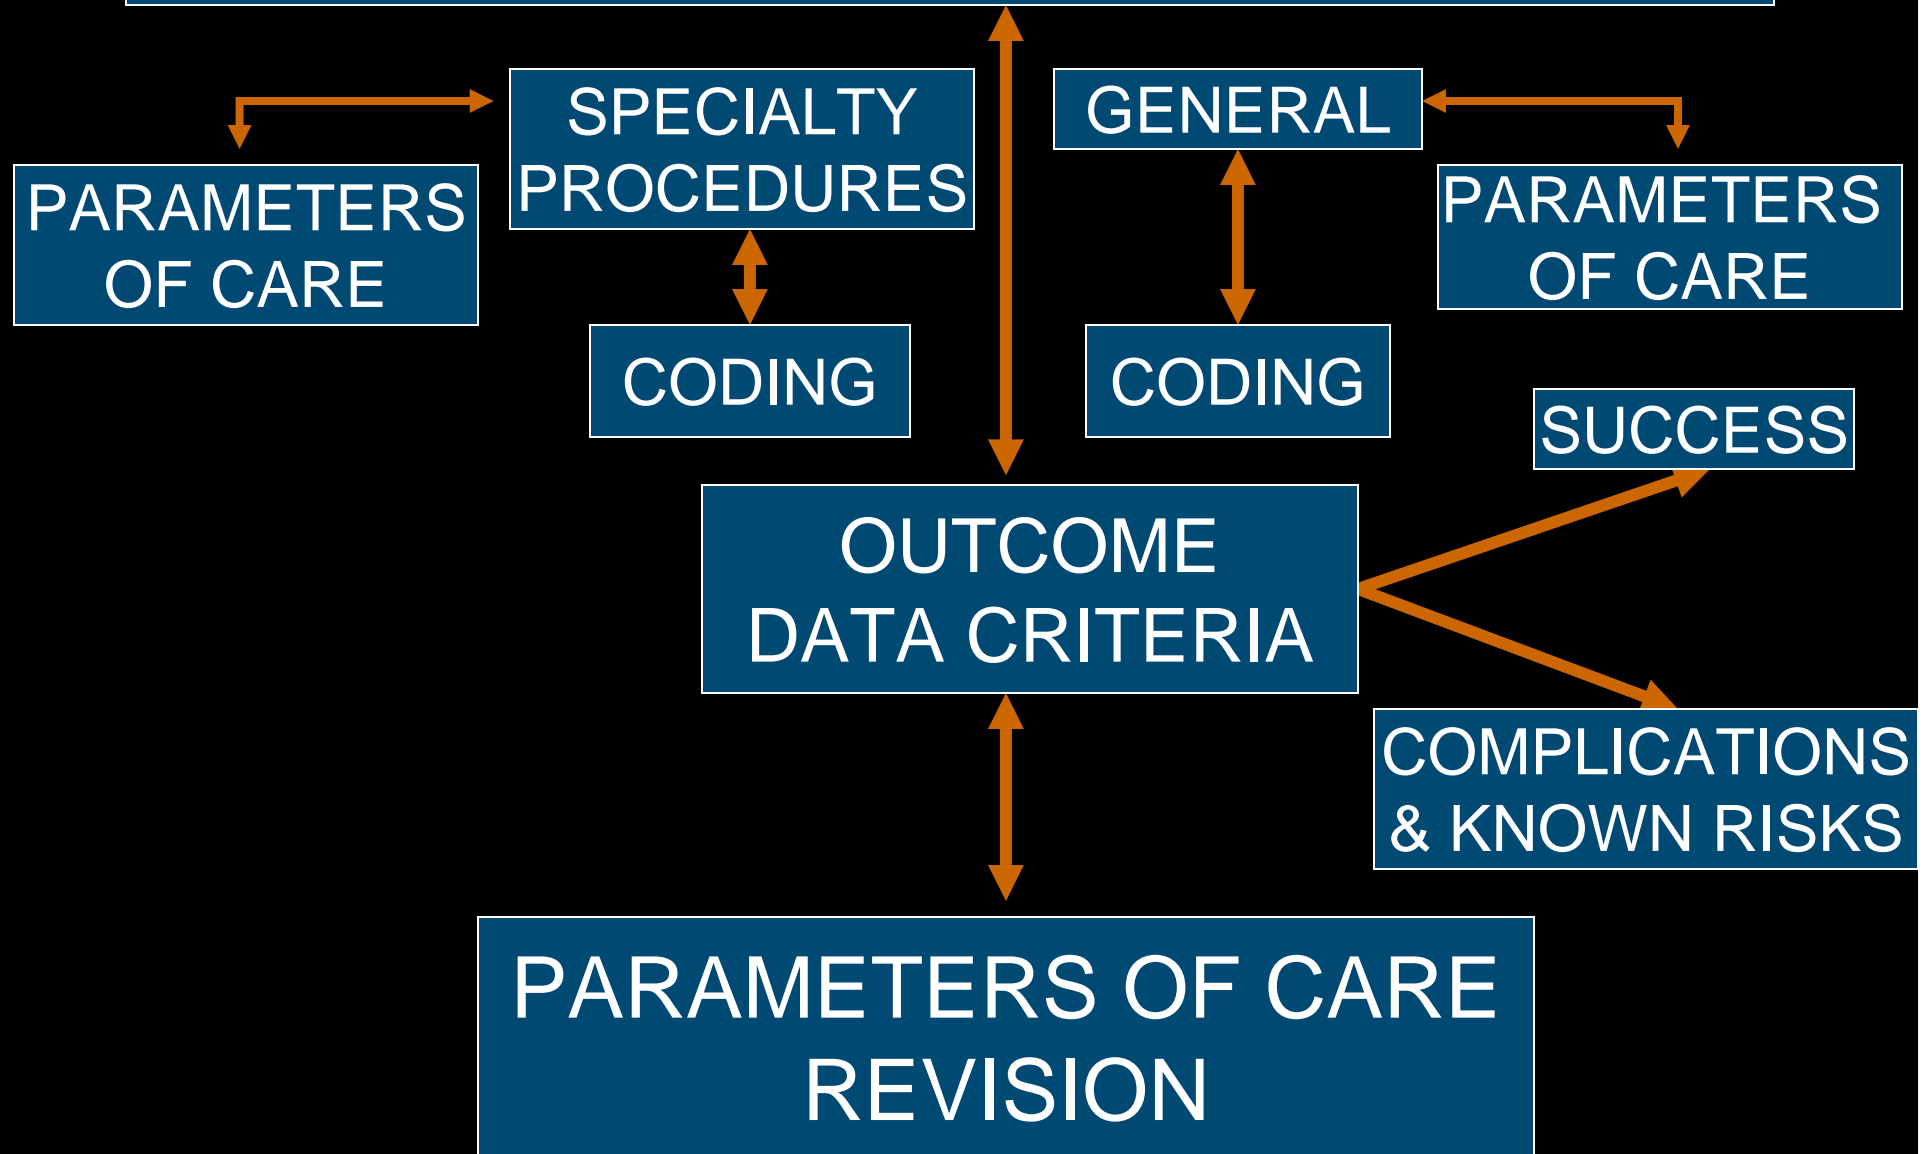 SPECIALTY
PROCEDURES
GENERAL
PARAMETERS
OF CARE
PARAMETERS
OF CARE
CODING
CODING
SUCCESS
OUTCOME
DATA CRITERIA
COMPLICATIONS
& KNOWN RISKS
PARAMETERS OF CARE
REVISION